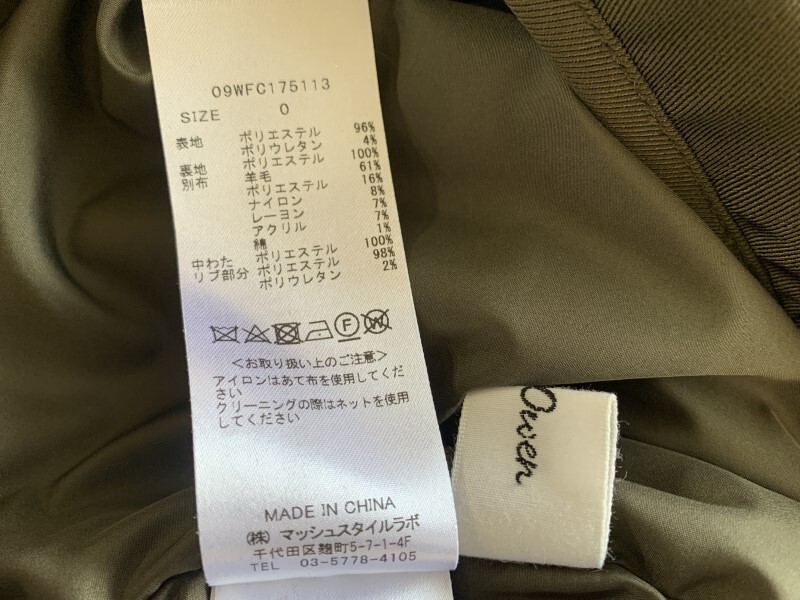 09WFC175113
SIZE 0
表地 ポリエステル 96%
ポリウレタン 4%
裏地 ポリエステル 100%
別布 羊毛 61%
ポリエステル 16%
ナイロン 8%
レーヨン 7%
アクリル 7%
綿 1%
中わた ポリエステル 100%
リブ部分 ポリエステル 98%
ポリウレタン 2%
F
W
<お取り扱い上のご注意>
アイロンはあて布を使用してくだ
さい
クリーニングの際はネットを使用
してください
MADE IN CHINA
(株) マッシュスタイルラボ
千代田区麹町5-7-1-4F
TEL 03-5778-4105
Owen